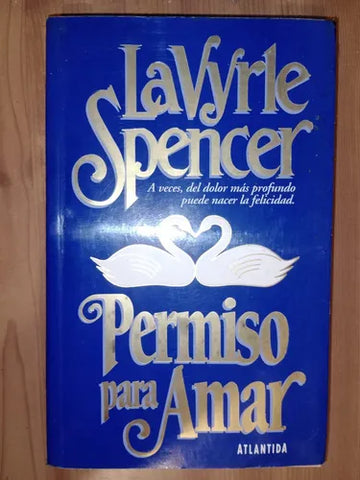 LaVyrle
Spencer
A veces, del dolor más profundo
puede nacer la felicidad.
Permiso
para Amar
ATLANTIDA